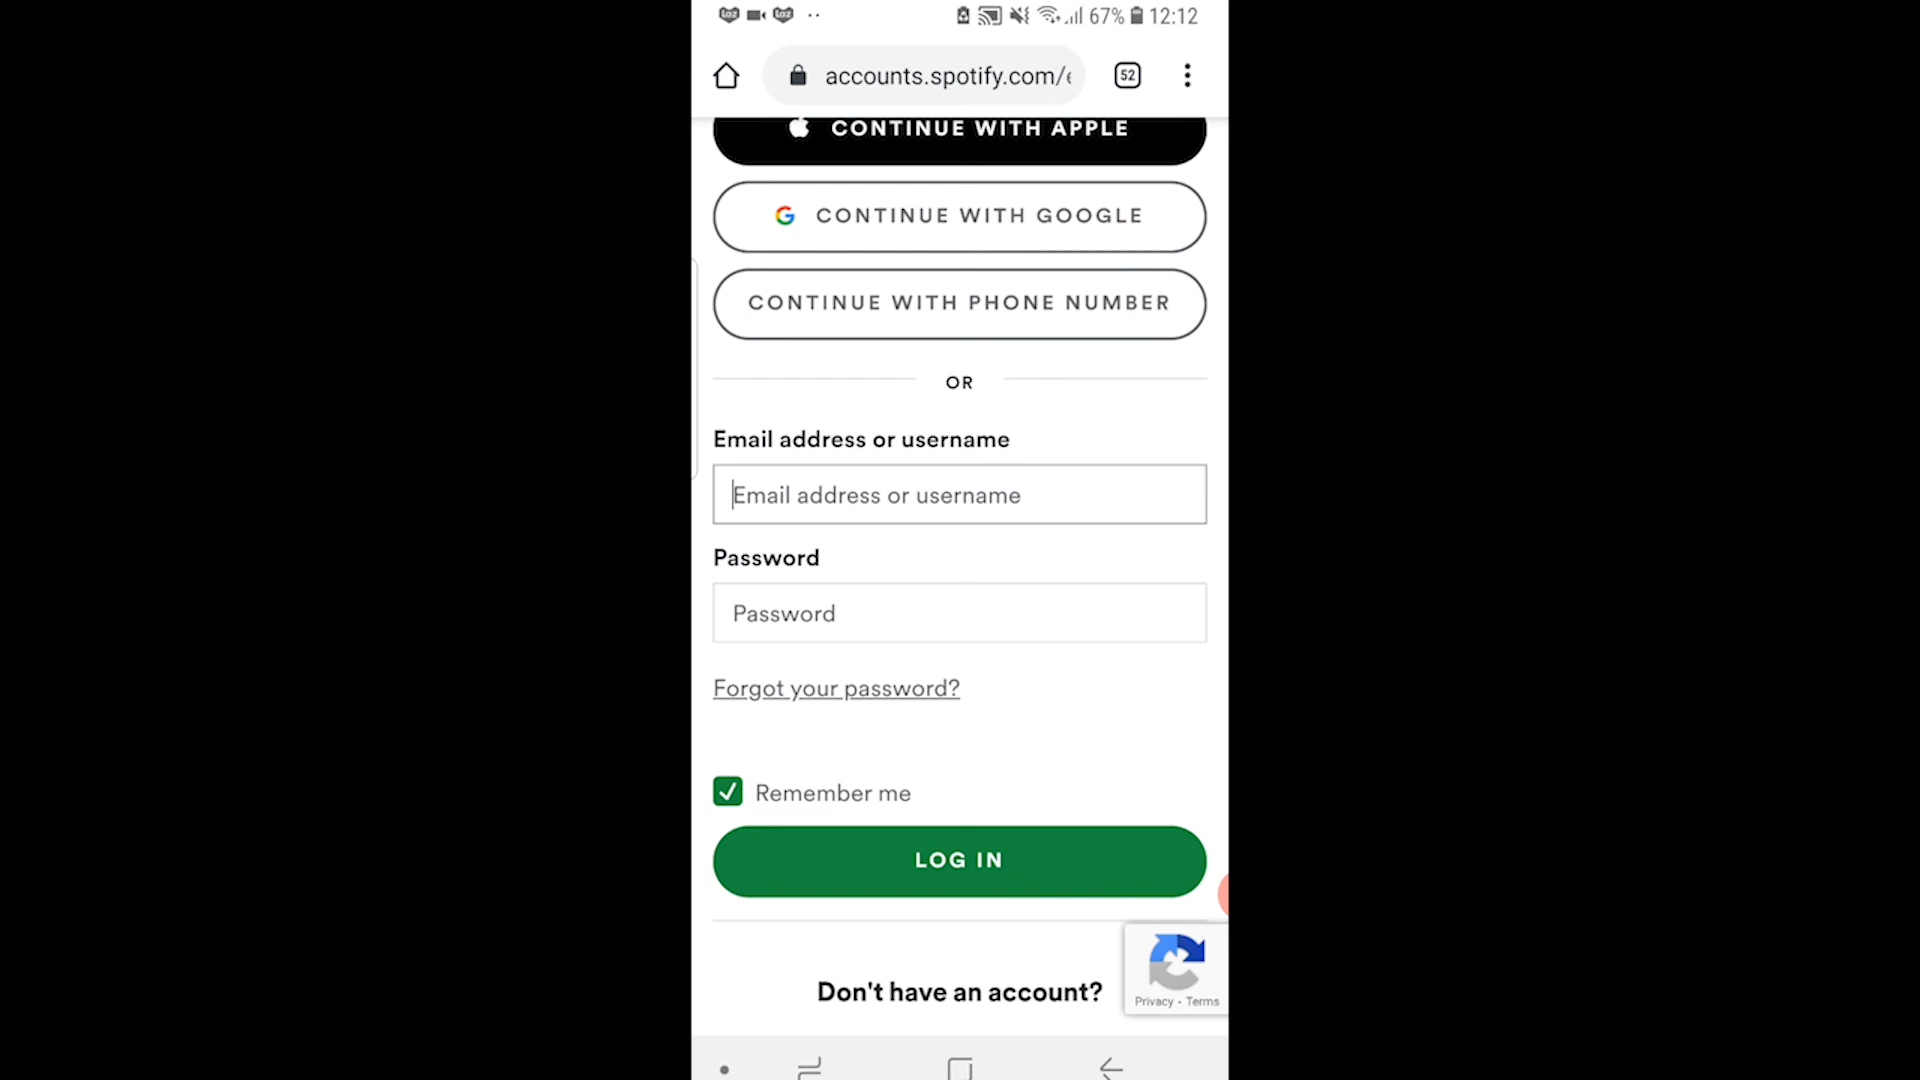 67% 12:12
accounts.spotify.com/
52
CONTINUE WITH APPLE
CONTINUE WITH GOOGLE
CONTINUE WITH PHONE NUMBER
OR
Email address or username
Email address or username
Password
Password
Forgot your password?
Remember me
LOG IN
Don't have an account?
Privacy - Terms